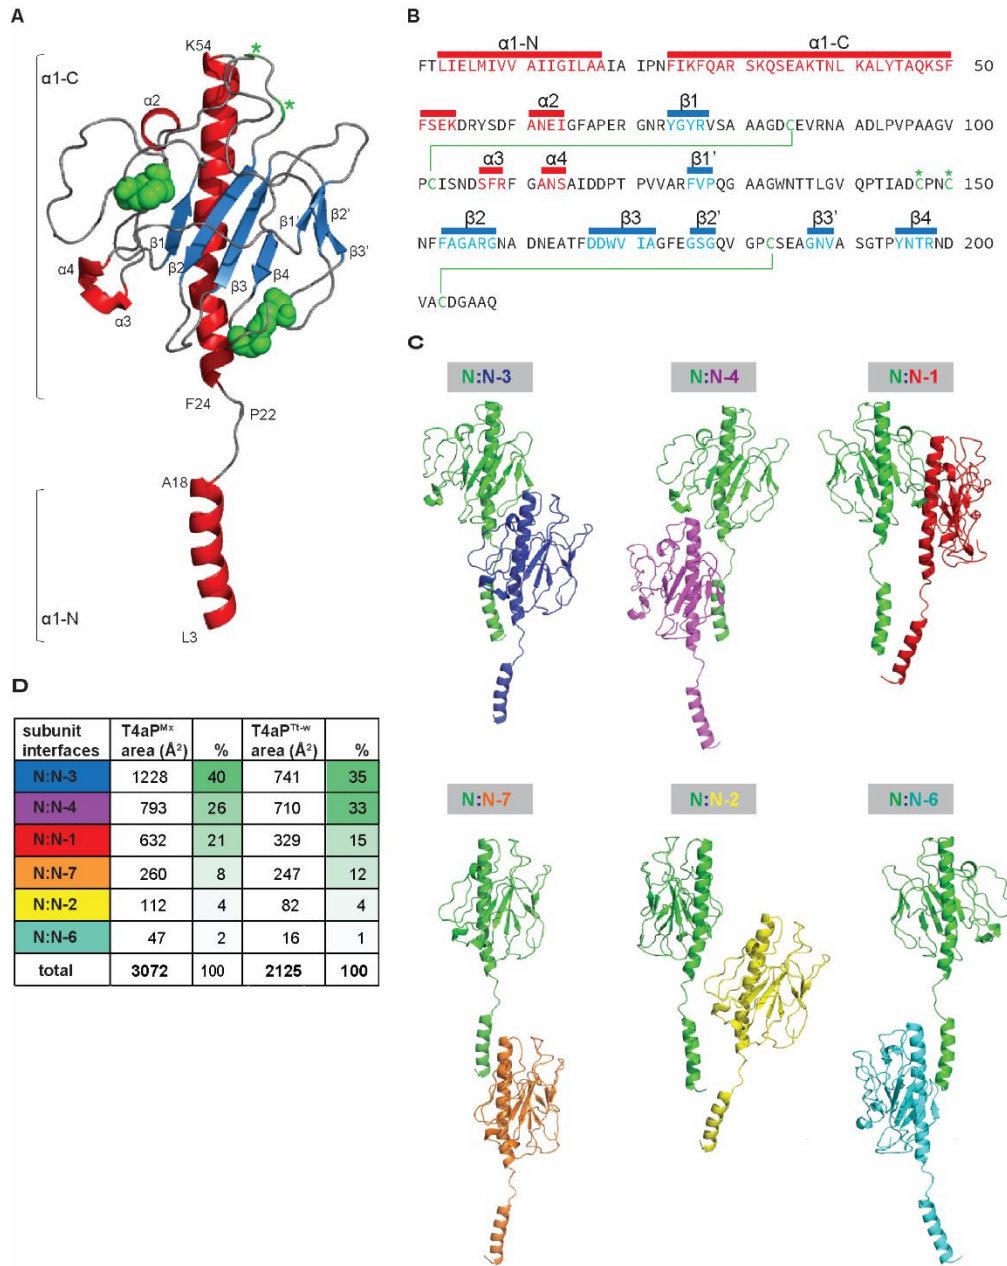 A
K54
* 
α1-C
α2
*
β1
β2
β1'
β2'
β3'
β3
β4
α4
α3
F24
P22
A18
α1-N
L3
B
α1-N α1-C
FTLIELMIVV AIIGILAAIA IPNFIKFQAR SKQSEAKTNL KALYTAQKSF 50
α2 β1
FSEKDRYSDF ANEIGFAPER GNRYGYRVSA AAGDCEVRNA ADLPVPAAGV 100
α3 α4 β1' * *
PCISNDSFRF GANSAIDDPT PVVARFVPQG AAGWNTTLGV QPTIADCPNC 150
β2 β3 β2' β3' β4
NFFAGARGNA DNEATFDDWV IAGFEGSGQV GPCSEAGNVA SGTPYNTRND 200
VACDGAAQ
C
N:N-3 N:N-4 N:N-1
N:N-7 N:N-2 N:N-6
D
subunit interfaces T4aP^Mx area (Å²) % T4aP^Tt-w area (Å²) %
N:N-3 1228 40 741 35
N:N-4 793 26 710 33
N:N-1 632 21 329 15
N:N-7 260 8 247 12
N:N-2 112 4 82 4
N:N-6 47 2 16 1
total 3072 100 2125 100